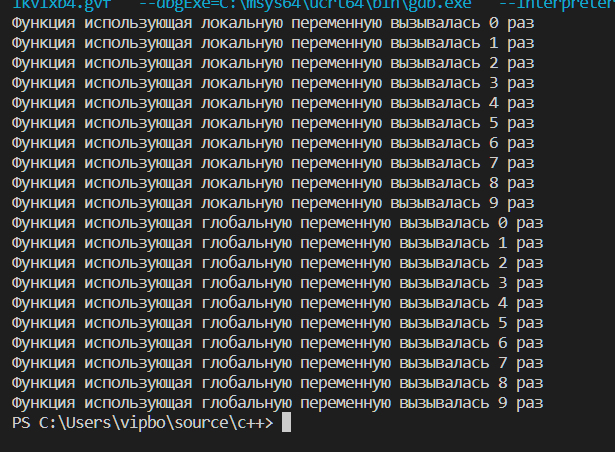 1kvixb4.gvf --dbgExe=C:\msys64\ucrt64\bin\gdb.exe --interpreter
Функция использующая локальную переменную вызывалась 0 раз
Функция использующая локальную переменную вызывалась 1 раз
Функция использующая локальную переменную вызывалась 2 раз
Функция использующая локальную переменную вызывалась 3 раз
Функция использующая локальную переменную вызывалась 4 раз
Функция использующая локальную переменную вызывалась 5 раз
Функция использующая локальную переменную вызывалась 6 раз
Функция использующая локальную переменную вызывалась 7 раз
Функция использующая локальную переменную вызывалась 8 раз
Функция использующая локальную переменную вызывалась 9 раз
Функция использующая глобальную переменную вызывалась 0 раз
Функция использующая глобальную переменную вызывалась 1 раз
Функция использующая глобальную переменную вызывалась 2 раз
Функция использующая глобальную переменную вызывалась 3 раз
Функция использующая глобальную переменную вызывалась 4 раз
Функция использующая глобальную переменную вызывалась 5 раз
Функция использующая глобальную переменную вызывалась 6 раз
Функция использующая глобальную переменную вызывалась 7 раз
Функция использующая глобальную переменную вызывалась 8 раз
Функция использующая глобальную переменную вызывалась 9 раз
PS C:\Users\vipbo\source\c++>